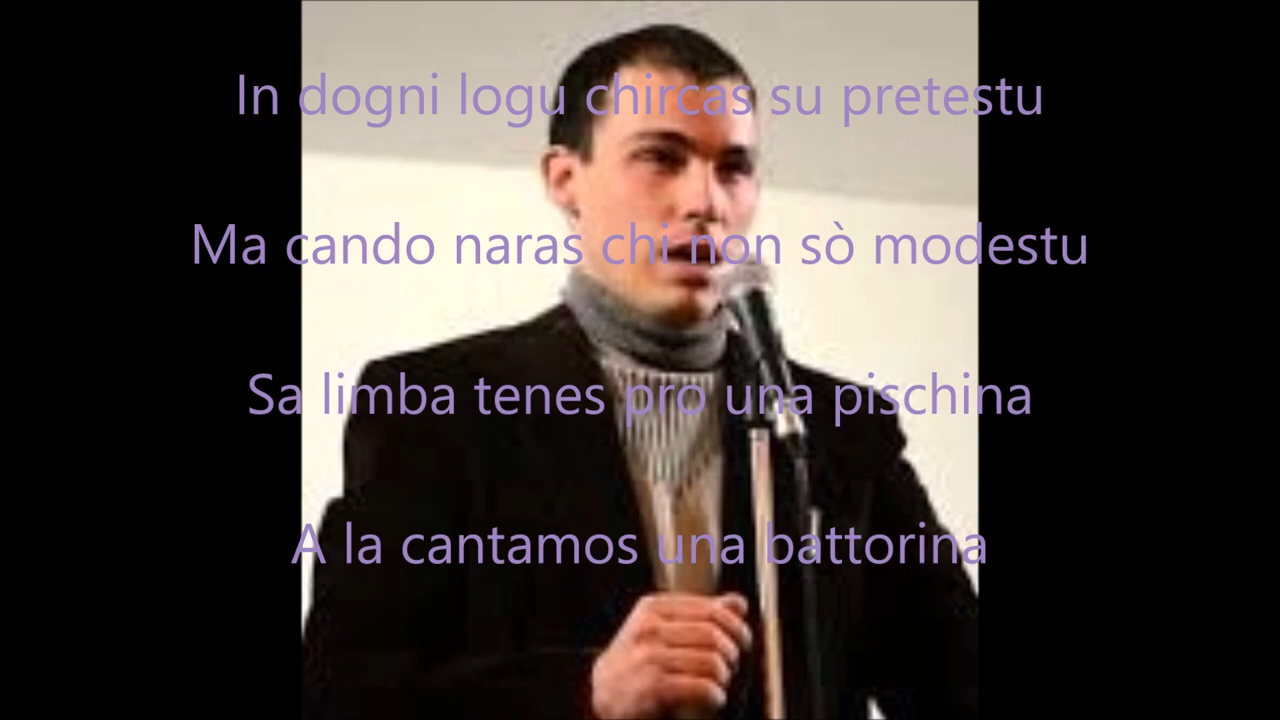 In dogni logu chircas su pretestu
Ma cando naras chi non sò modestu
Sa limba tenes pro una pischina
A la cantamos una battorina